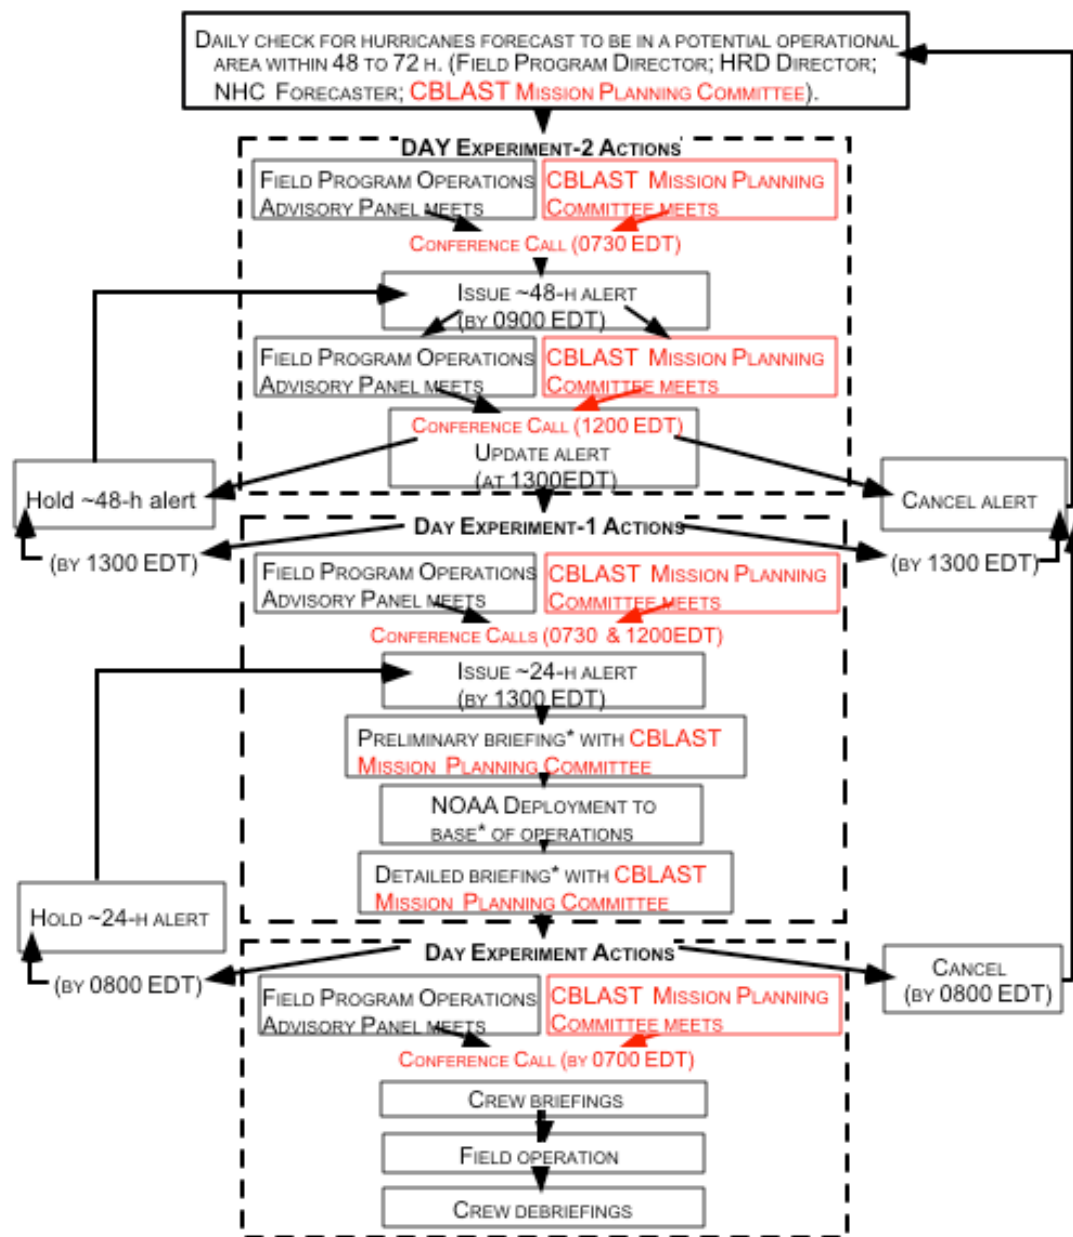 DAILY CHECK FOR HURRICANES FORECAST TO BE IN A POTENTIAL OPERATIONAL
AREA WITHIN 48 TO 72 H. (FIELD PROGRAM DIRECTOR; HRD DIRECTOR;
NHC FORECASTER; CBLAST MISSION PLANNING COMMITTEE).
DAY EXPERIMENT-2 ACTIONS
FIELD PROGRAM OPERATIONS
ADVISORY PANEL MEETS
CBLAST MISSION PLANNING
COMMITTEE MEETS
CONFERENCE CALL (0730 EDT)
ISSUE ~48-H ALERT
(BY 0900 EDT)
FIELD PROGRAM OPERATIONS
ADVISORY PANEL MEETS
CBLAST MISSION PLANNING
COMMITTEE MEETS
CONFERENCE CALL (1200 EDT)
UPDATE ALERT
(AT 1300EDT)
Hold ~48-h alert
CANCEL ALERT
DAY EXPERIMENT-1 ACTIONS
(BY 1300 EDT)
(BY 1300 EDT)
FIELD PROGRAM OPERATIONS
ADVISORY PANEL MEETS
CBLAST MISSION PLANNING
COMMITTEE MEETS
CONFERENCE CALLS (0730 & 1200EDT)
ISSUE ~24-H ALERT
(BY 1300 EDT)
PRELIMINARY BRIEFING* WITH CBLAST
MISSION PLANNING COMMITTEE
NOAA DEPLOYMENT TO
BASE* OF OPERATIONS
DETAILED BRIEFING* WITH CBLAST
MISSION PLANNING COMMITTEE
HOLD ~24-H ALERT
DAY EXPERIMENT ACTIONS
(BY 0800 EDT)
CANCEL
(BY 0800 EDT)
FIELD PROGRAM OPERATIONS
ADVISORY PANEL MEETS
CBLAST MISSION PLANNING
COMMITTEE MEETS
CONFERENCE CALL (BY 0700 EDT)
CREW BRIEFINGS
FIELD OPERATION
CREW DEBRIEFINGS